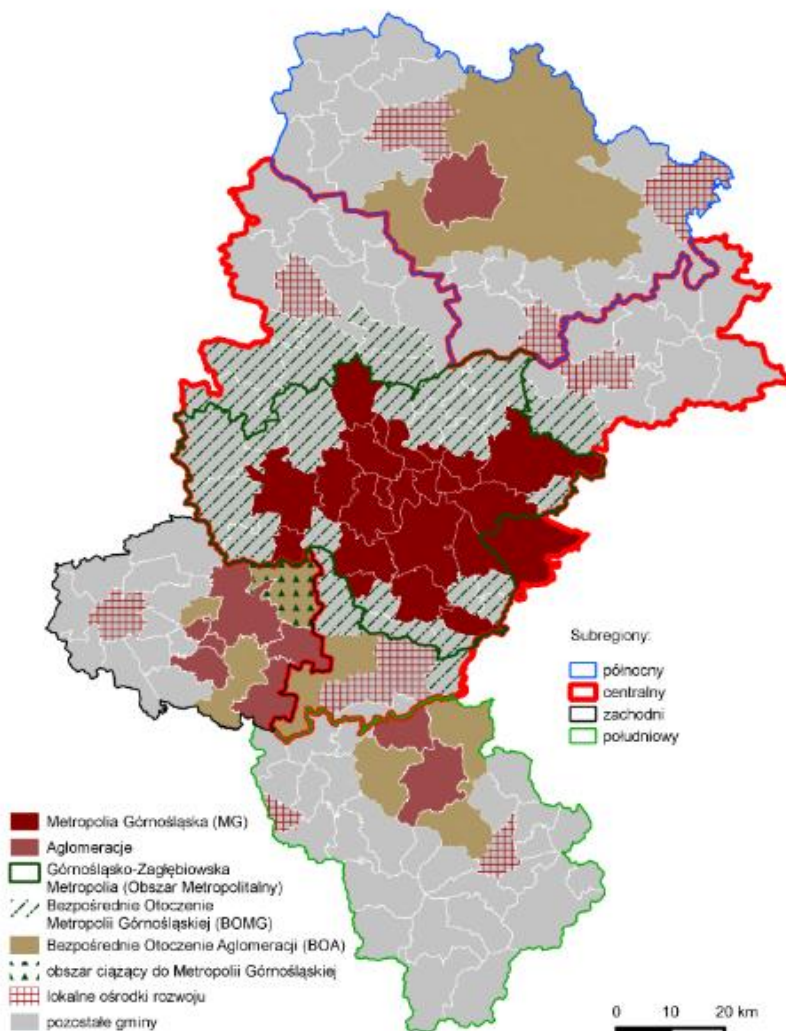 Subregiony:
północny
centralny
zachodni
południowy
Metropolia Górnośląska (MG)
Aglomeracje
Górnośląsko-Zagłębiowska
Metropolia (Obszar Metropolitalny)
Bezpośrednie Otoczenie
Metropolii Górnośląskiej (BOMG)
Bezpośrednie Otoczenie Aglomeracji (BOA)
obszar ciążący do Metropolii Górnośląskiej
lokalne ośrodki rozwoju
pozostałe gminy
0 10 20 km